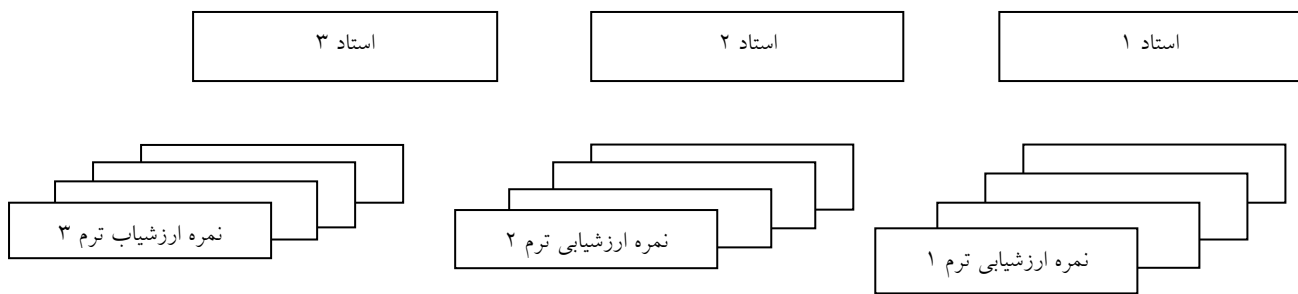 استاد ۱
استاد ۲
استاد ۳
نمره ارزشیابی ترم ۱
نمره ارزشیابی ترم ۲
نمره ارزشیاب ترم ۳